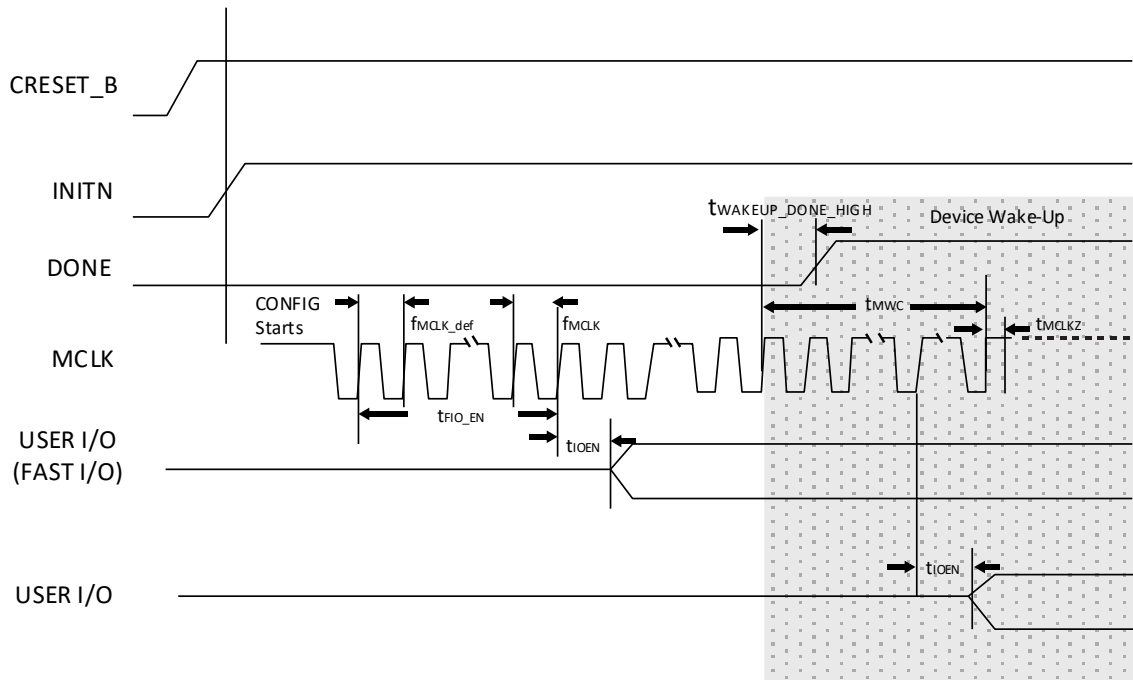 CRESET_B
INITN
tWAKEUP_DONE_HIGH
Device Wake-Up
DONE
CONFIG
Starts
fMCLK_def
fMCLK
tMWC
tMCLKZ
MCLK
tFIO_EN
USER I/O
(FAST I/O)
tIOEN
tIOEN
USER I/O